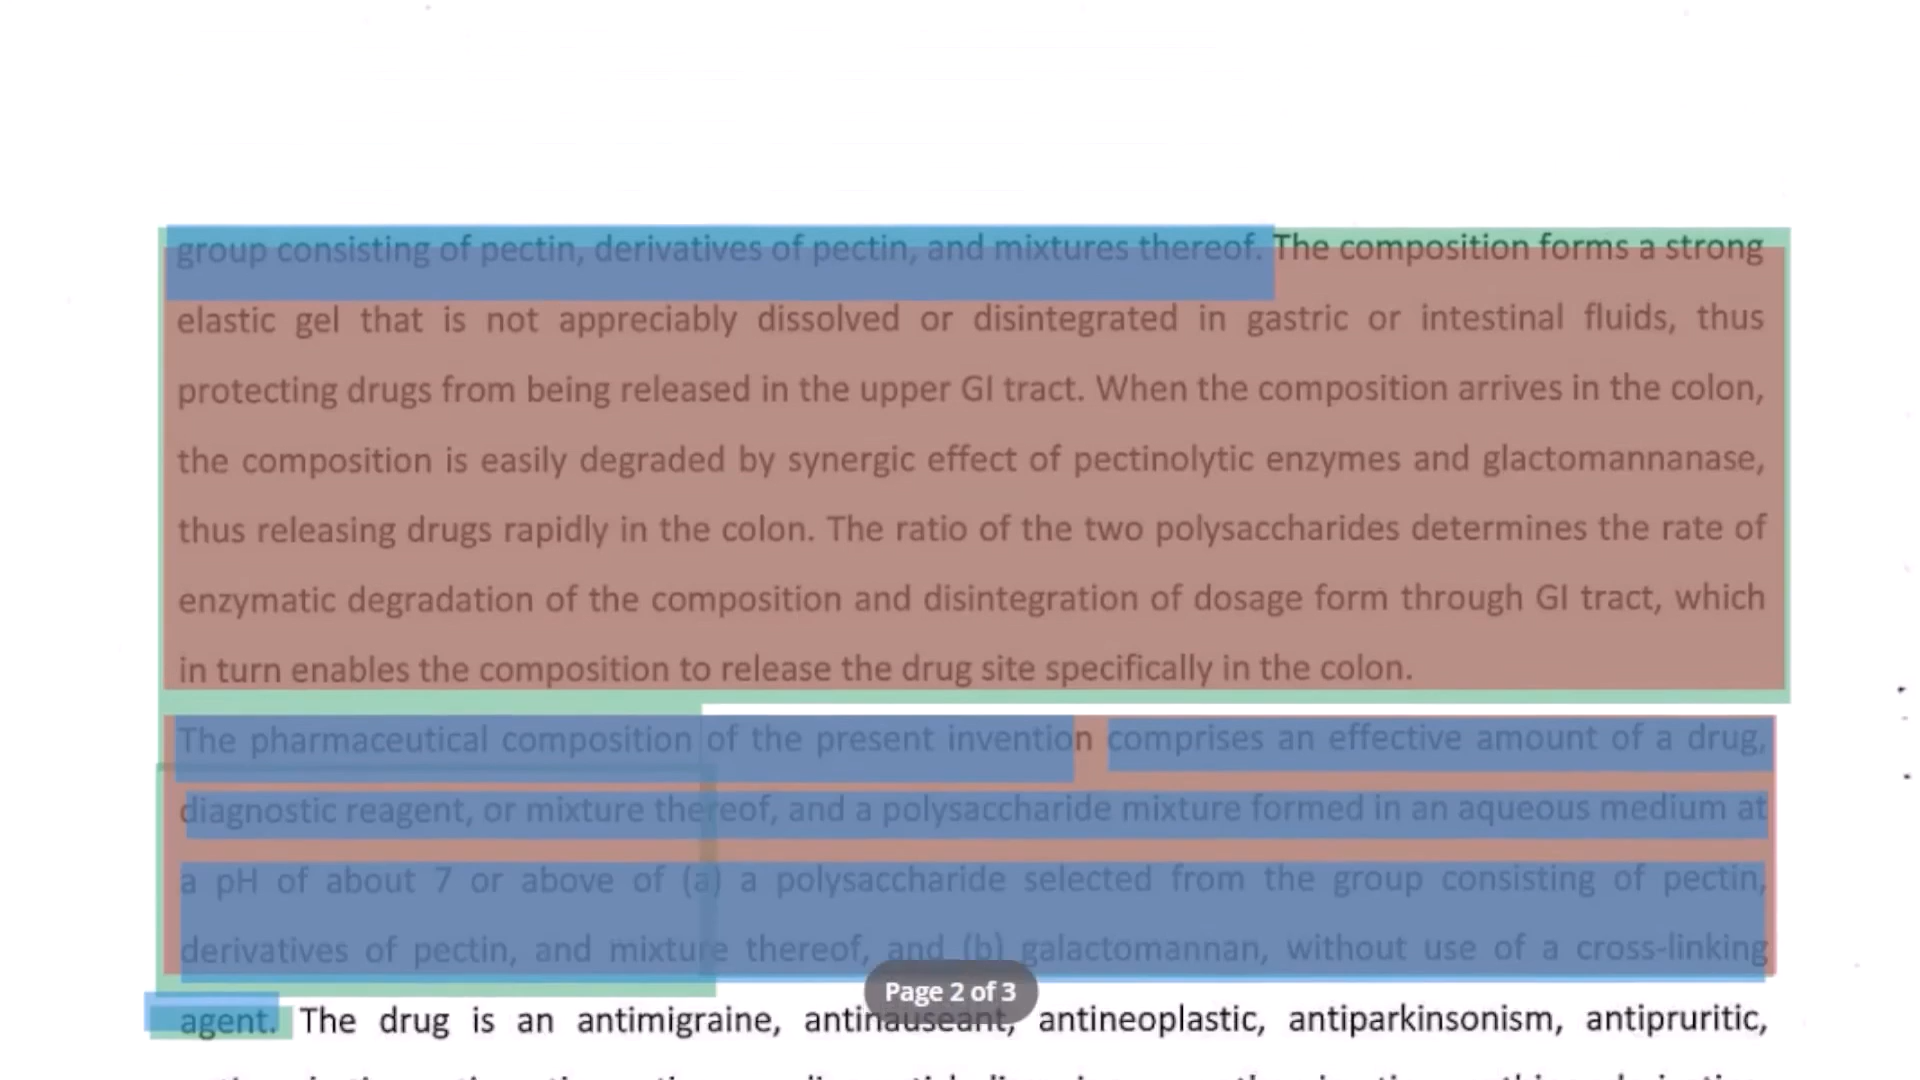 group consisting of pectin, derivatives of pectin, and mixtures thereof. The composition forms a strong
elastic gel that is not appreciably dissolved or disintegrated in gastric or intestinal fluids, thus
protecting drugs from being released in the upper GI tract. When the composition arrives in the colon,
the composition is easily degraded by synergic effect of pectinolytic enzymes and glactomannanase,
thus releasing drugs rapidly in the colon. The ratio of the two polysaccharides determines the rate of
enzymatic degradation of the composition and disintegration of dosage form through GI tract, which
in turn enables the composition to release the drug site specifically in the colon.
The pharmaceutical composition of the present invention comprises an effective amount of a drug,
diagnostic reagent, or mixture thereof, and a polysaccharide mixture formed in an aqueous medium at
a pH of about 7 or above of (a) a polysaccharide selected from the group consisting of pectin,
derivatives of pectin, and mixture thereof, and (b) galactomannan, without use of a cross-linking
Page 2 of 3
agent. The drug is an antimigraine, antinauseant, antineoplastic, antiparkinsonism, antipruritic,